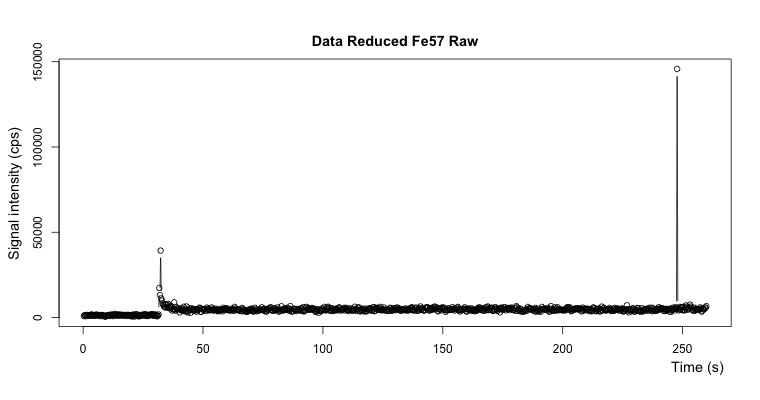 Data Reduced Fe57 Raw
Signal intensity (cps)
150000
100000
50000
0
0 50 100 150 200 250
Time (s)